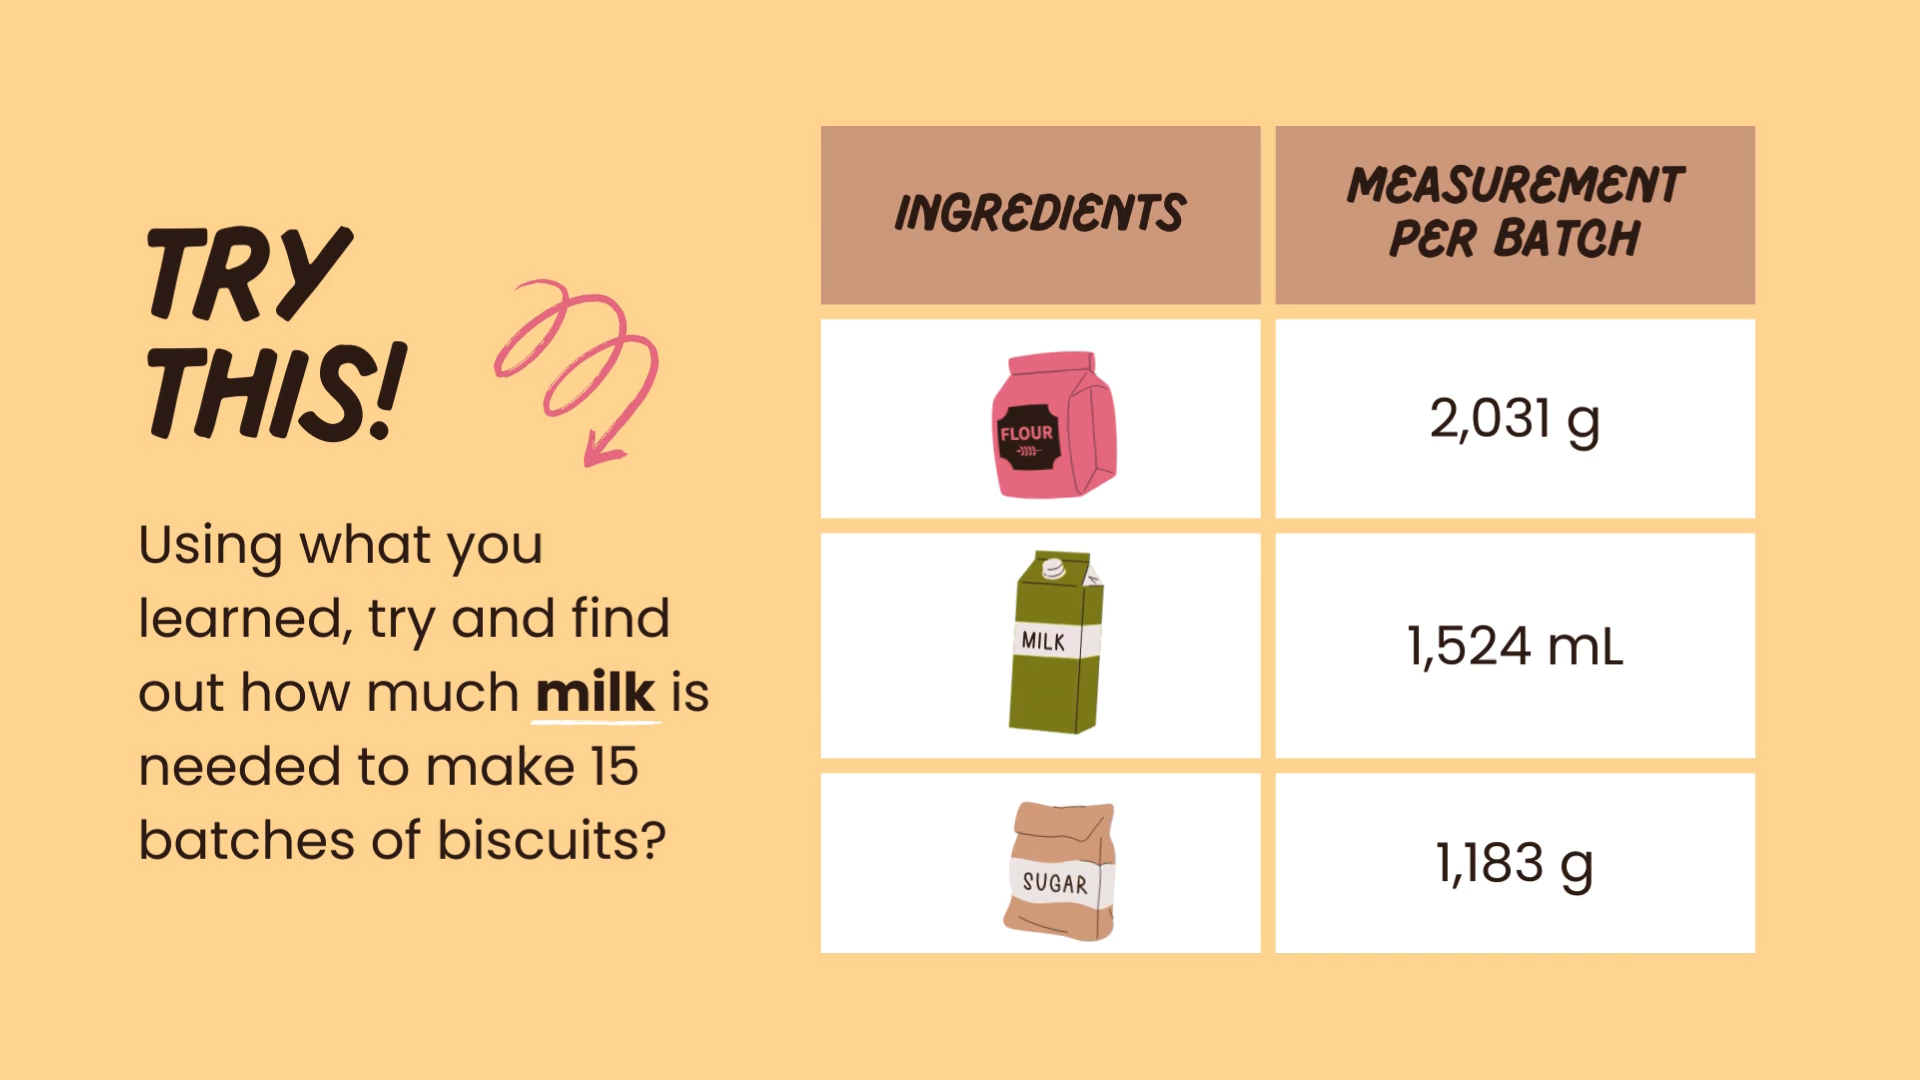 TRY
THIS!
Using what you
learned, try and find
out how much milk is
needed to make 15
batches of biscuits?
INGREDIENTS
MEASUREMENT
PER BATCH
FLOUR
2,031 g
MILK
1,524 mL
SUGAR
1,183 g